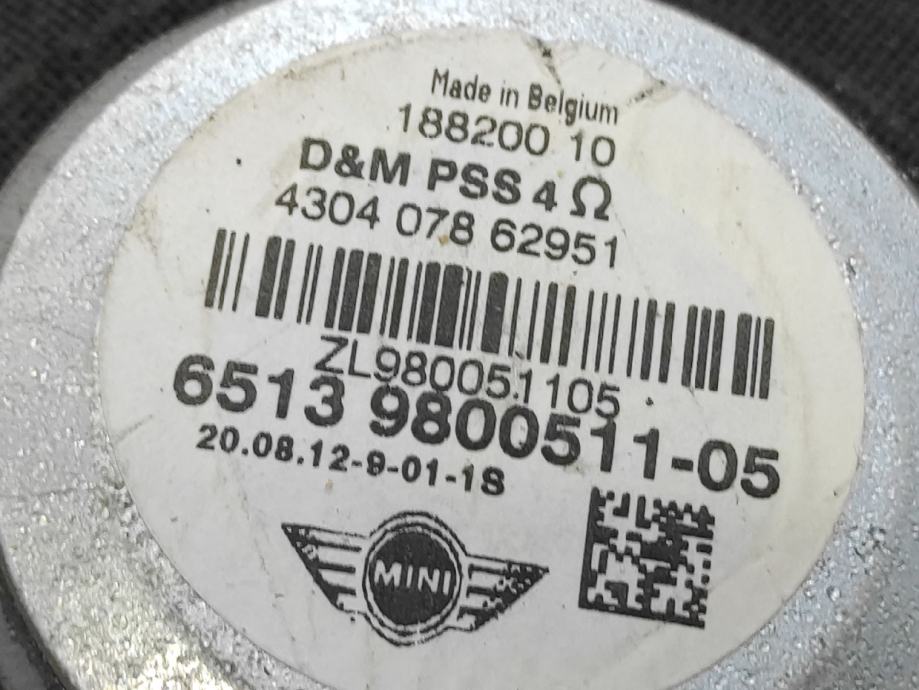 Made in Belgium
188200 10
D&M PSS 4 Ω
4304 078 62951
ZL980051105
6513 9800511-05
20.08.12-9-01-1S
MINI